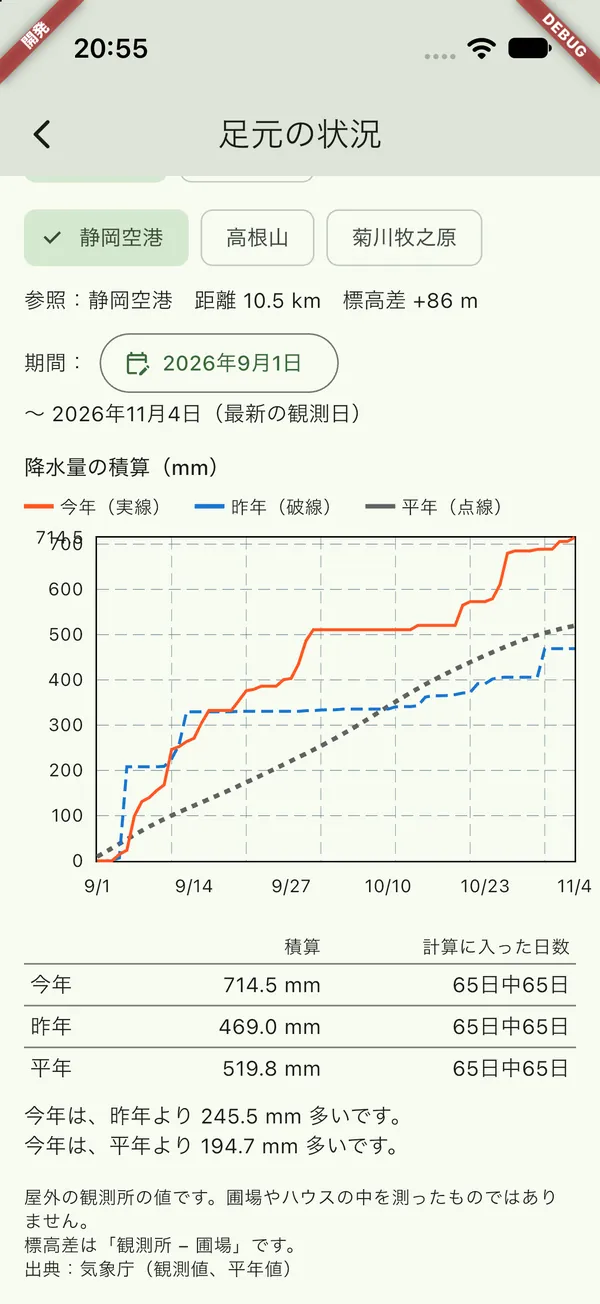 開発
20:55
DEBUG
足元の状況
静岡空港 高根山 菊川牧之原
参照：静岡空港 距離 10.5 km 標高差 +86 m
期間： 2026年9月1日
～ 2026年11月4日（最新の観測日）
降水量の積算（mm）
今年（実線） 昨年（破線） 平年（点線）
714.5
700
600
500
400
300
200
100
0
9/1 9/14 9/27 10/10 10/23 11/4
積算 計算に入った日数
今年 714.5 mm 65日中65日
昨年 469.0 mm 65日中65日
平年 519.8 mm 65日中65日
今年は、昨年より 245.5 mm 多いです。
今年は、平年より 194.7 mm 多いです。
屋外の観測所の値です。圃場やハウスの中を測ったものではあり
ません。
標高差は「観測所 − 圃場」です。
出典：気象庁（観測値、平年値）